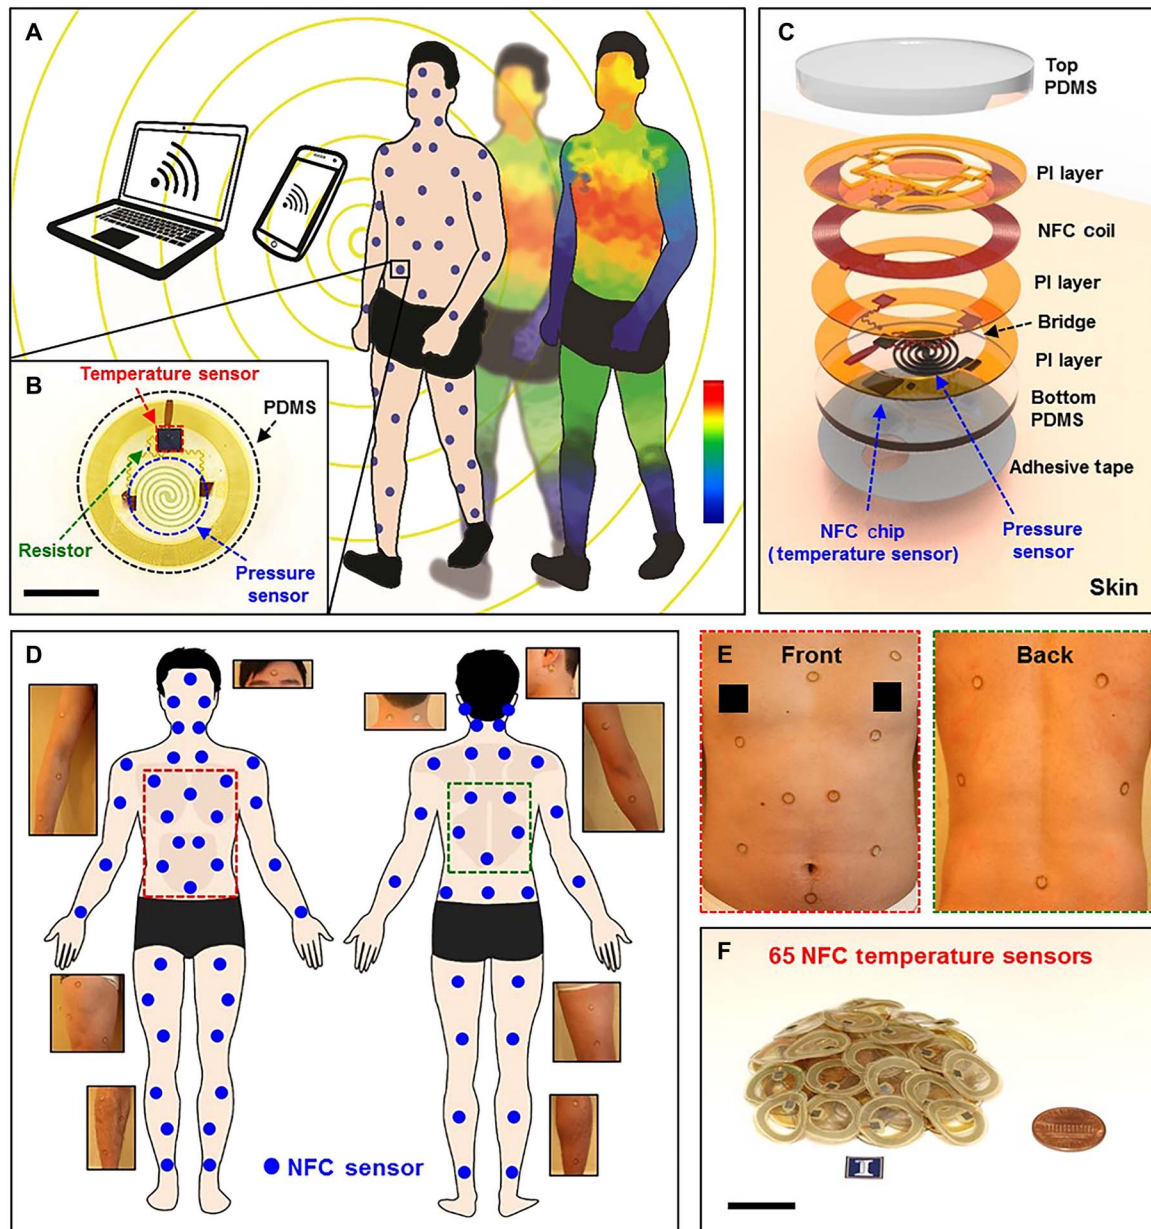 A
B
Temperature sensor
PDMS
Resistor
Pressure
sensor
C
Top
PDMS
PI layer
NFC coil
PI layer
Bridge
PI layer
Bottom
PDMS
Adhesive tape
NFC chip
(temperature sensor)
Pressure
sensor
Skin
D
NFC sensor
E
Front
Back
F
65 NFC temperature sensors